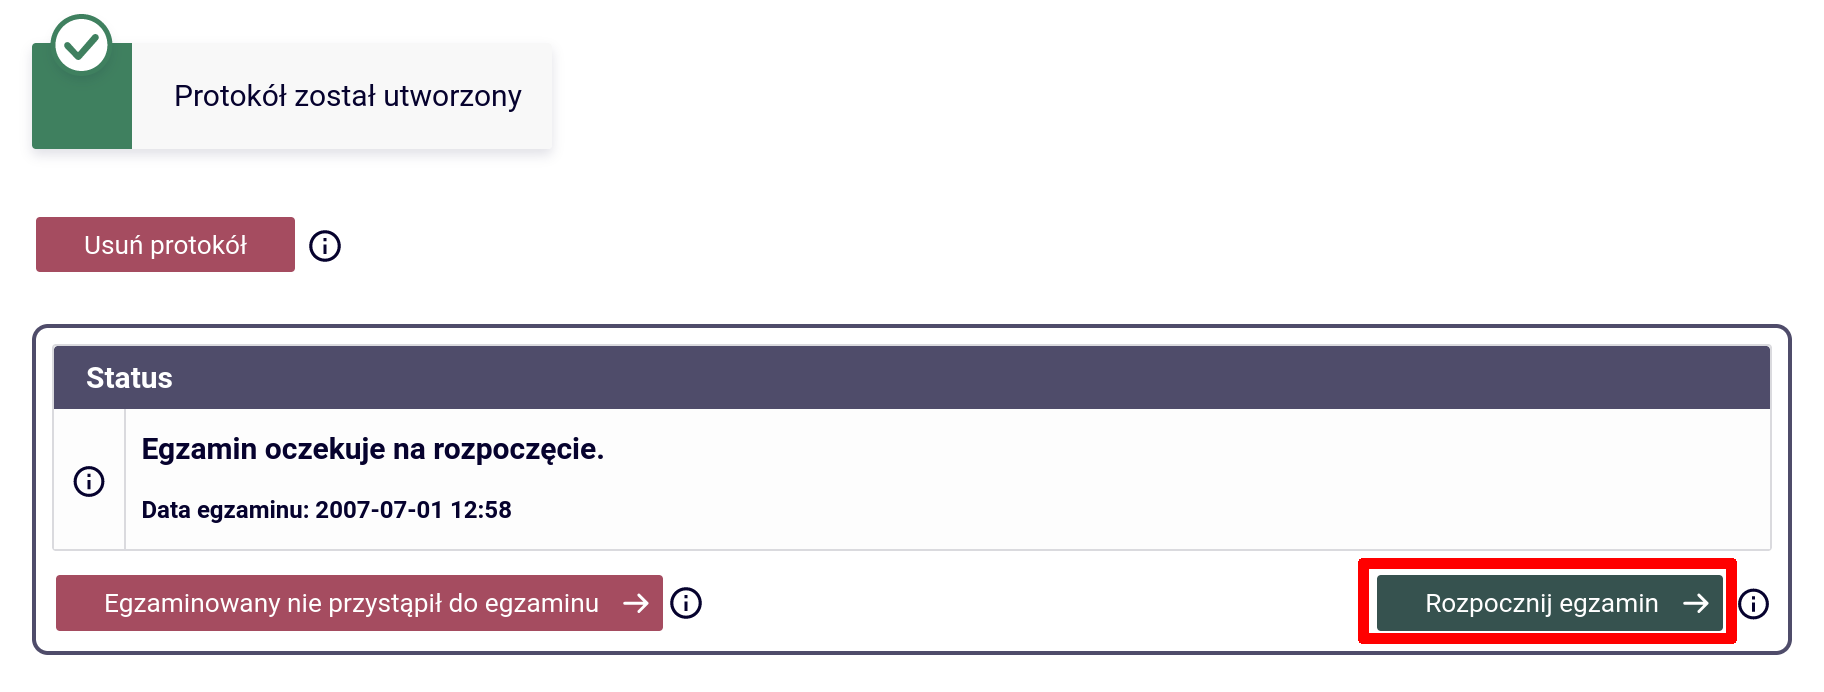 Protokół został utworzony
Usuń protokół
Status
Egzamin oczekuje na rozpoczęcie.
Data egzaminu: 2007-07-01 12:58
Egzaminowany nie przystąpił do egzaminu
Rozpocznij egzamin